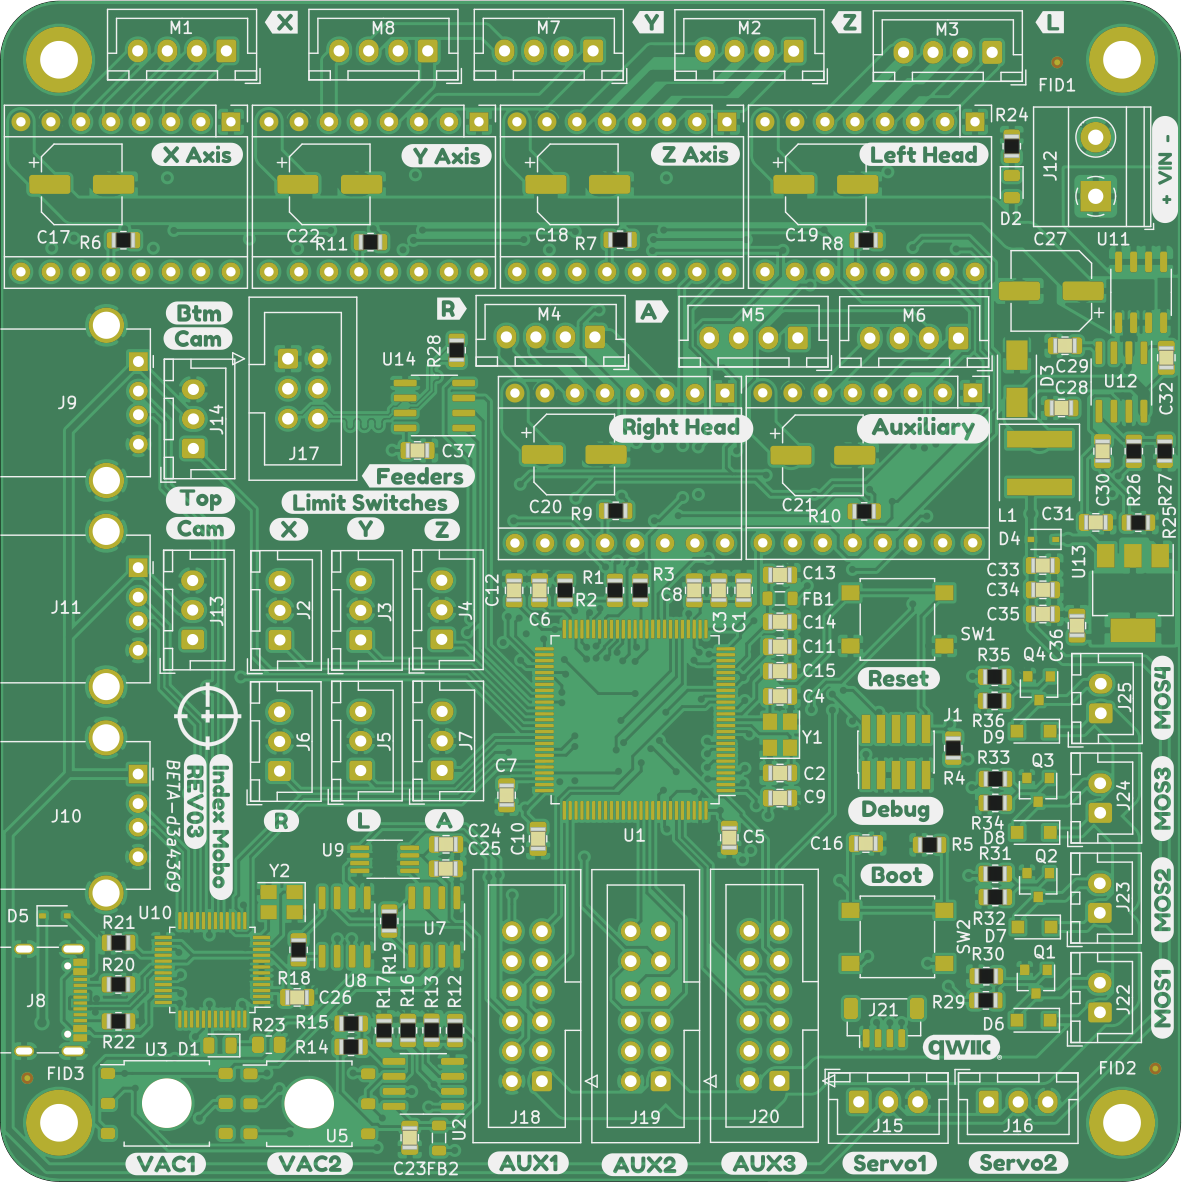 M1 X M8 M7 Y M2 Z M3 L
FID1
R24
X Axis Y Axis Z Axis Left Head
J12
+ VIN -
D2
C17 R6 C22 R11 C18 R7 C19 R8 C27 U11
+ + + + +
R A
M4 M5 M6
Btm
Cam
U14 R28
C29
D3
U12
C32
C28
J9
J14
J17
C37
Right Head Auxiliary
+ +
Feeders
Limit Switches
Top
Cam
X Y Z
C20 R9 C21 R10
C30 R26 R27
L1 C31 R25
D4
U13
C33
C34
C35
C36
C12 C6 R2 R1 R3 C8 C3 C1
C13
FB1
C14
C11
C15
C4
Y1
C2
C9
J11
J13 J2 J3 J4
SW1
Reset
R35 Q4
R36
D9
J25
MOS4
J1
R4
Debug
R33 Q3
R34
D8
J24
MOS3
J6 J5 J7
Index Mobo
REV03
BETA-d3a4369
J10
R L A
C7
C10 U1 C5
C24
C25
U9
C16 R5
Boot
R31 Q2
R32
D7
J23
MOS2
Y2
D5 R21 U10
R20
R18
R19
U7
U8
C26
SW2
R30 Q1
R29
D6
J22
MOS1
J8
R22
R17 R16 R13 R12
R15
R14
R23
U3 D1
J21
qwiic
FID3 FID2
U5 U2
C23 FB2
J18 J19 J20 J15 J16
VAC1 VAC2 AUX1 AUX2 AUX3 Servo1 Servo2